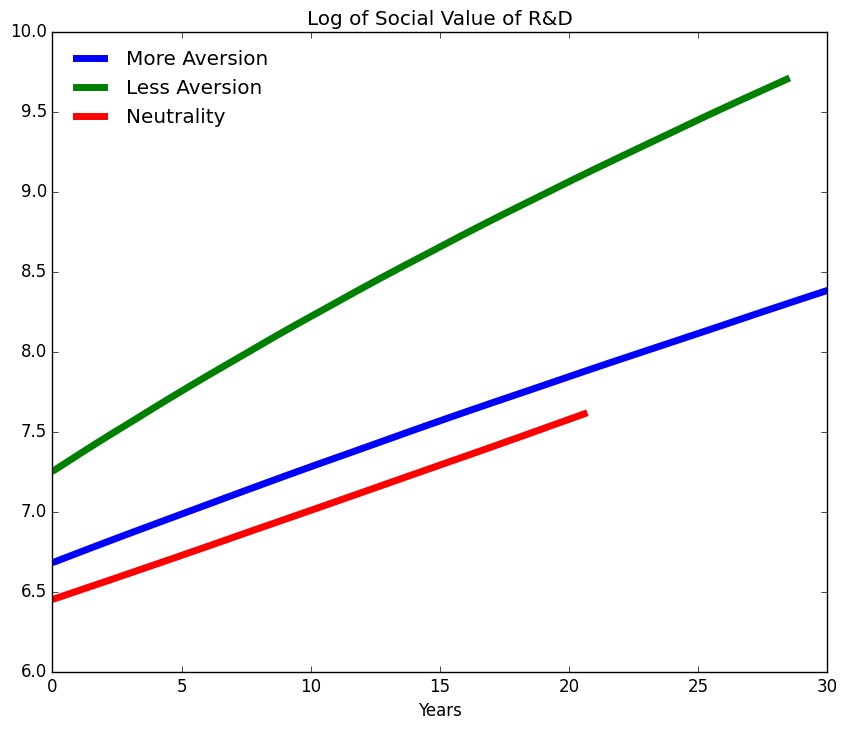 Log of Social Value of R&D
10.0
9.5
9.0
8.5
8.0
7.5
7.0
6.5
6.0
More Aversion
Less Aversion
Neutrality
0 5 10 15 20 25 30
Years